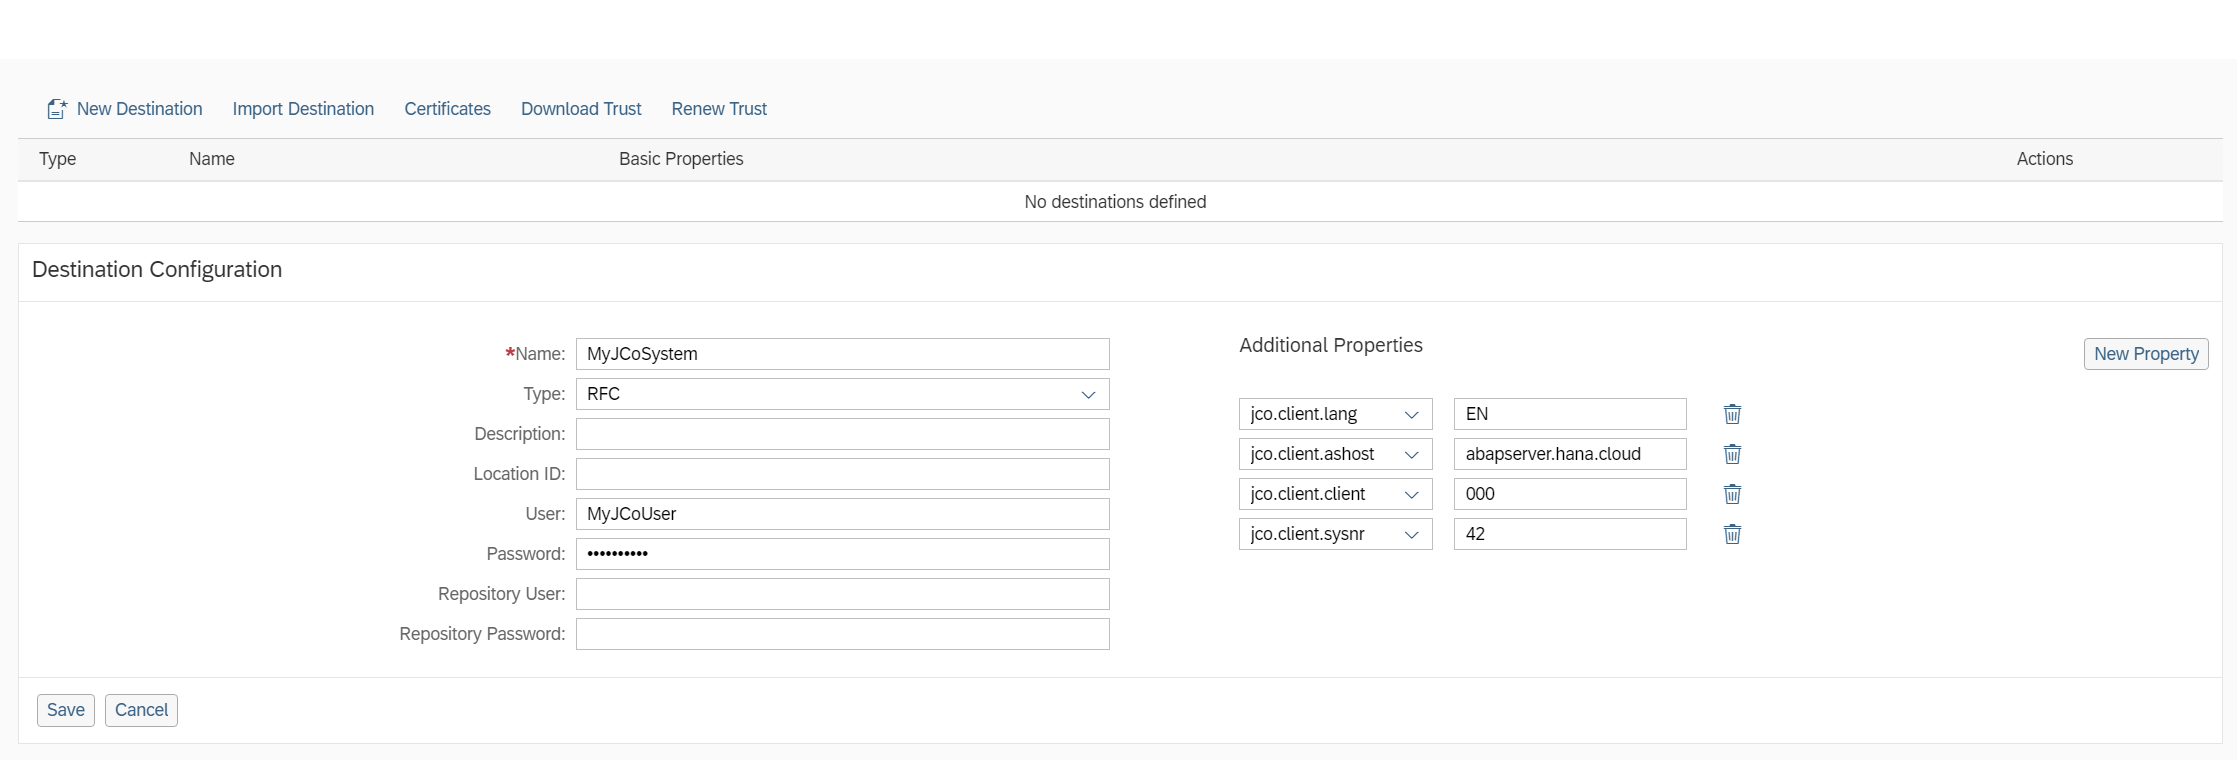 New Destination Import Destination Certificates Download Trust Renew Trust
Type Name Basic Properties Actions
No destinations defined
Destination Configuration
*Name: MyJCoSystem
Type: RFC
Description:
Location ID:
User: MyJCoUser
Password: ••••••••••
Repository User:
Repository Password:
Additional Properties
New Property
jco.client.lang EN
jco.client.ashost abapserver.hana.cloud
jco.client.client 000
jco.client.sysnr 42
Save Cancel